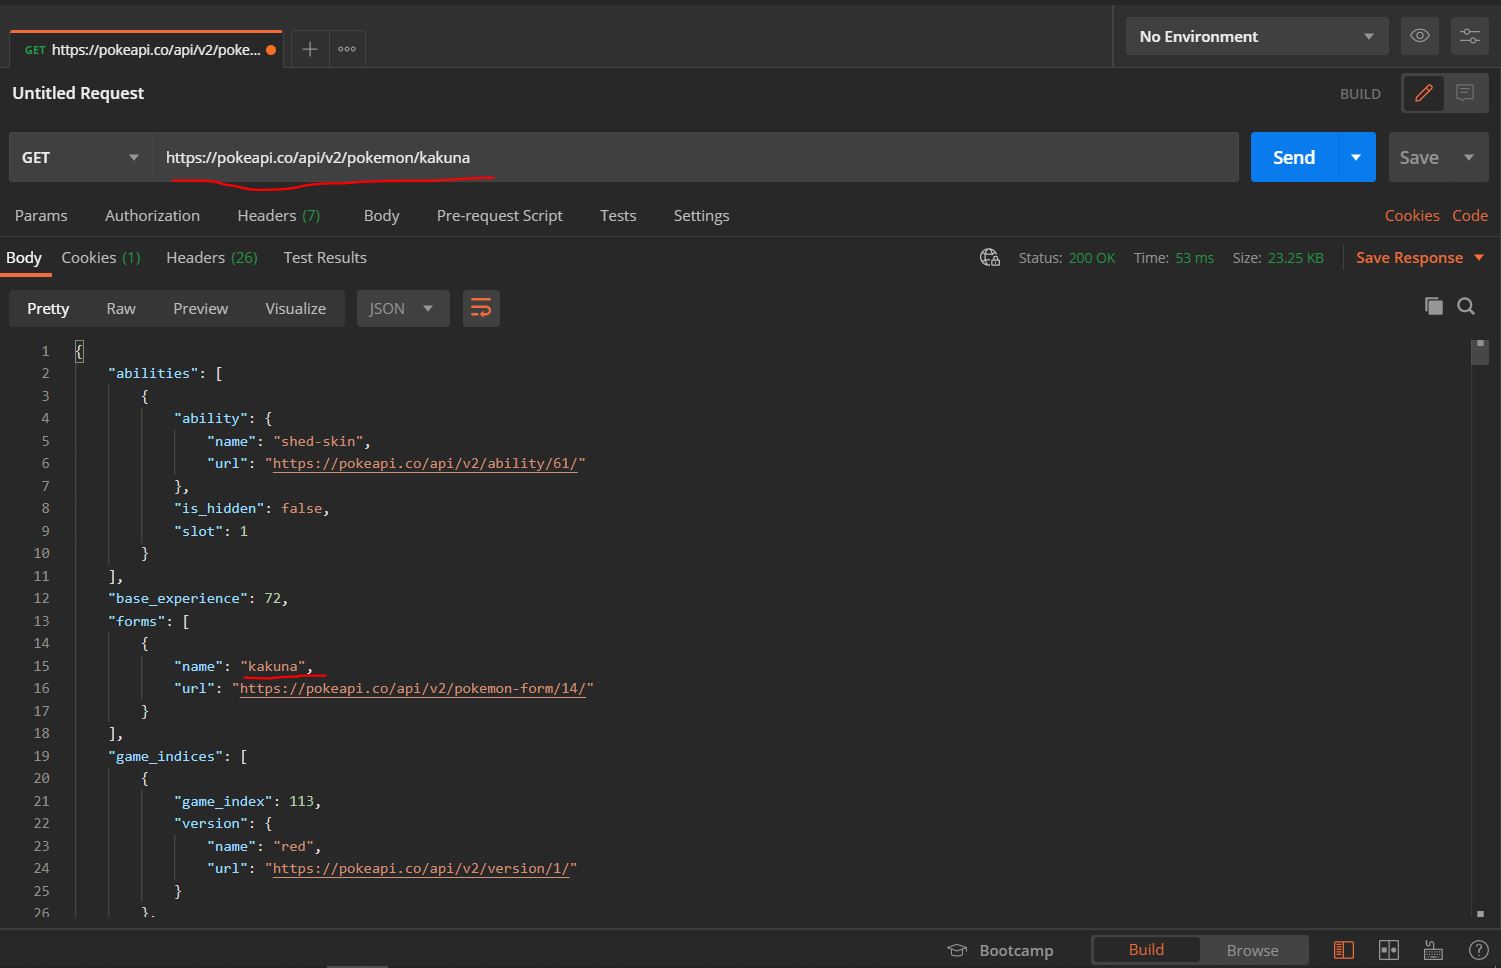 GET https://pokeapi.co/api/v2/poke...
No Environment
Untitled Request
BUILD
GET https://pokeapi.co/api/v2/pokemon/kakuna Send Save
Params Authorization Headers (7) Body Pre-request Script Tests Settings Cookies Code
Body Cookies (1) Headers (26) Test Results Status: 200 OK Time: 53 ms Size: 23.25 KB Save Response
Pretty Raw Preview Visualize JSON
1 {
2 "abilities": [
3 {
4 "ability": {
5 "name": "shed-skin",
6 "url": "https://pokeapi.co/api/v2/ability/61/"
7 },
8 "is_hidden": false,
9 "slot": 1
10 }
11 ],
12 "base_experience": 72,
13 "forms": [
14 {
15 "name": "kakuna",
16 "url": "https://pokeapi.co/api/v2/pokemon-form/14/"
17 }
18 ],
19 "game_indices": [
20 {
21 "game_index": 113,
22 "version": {
23 "name": "red",
24 "url": "https://pokeapi.co/api/v2/version/1/"
25 }
26 },
Bootcamp Build Browse